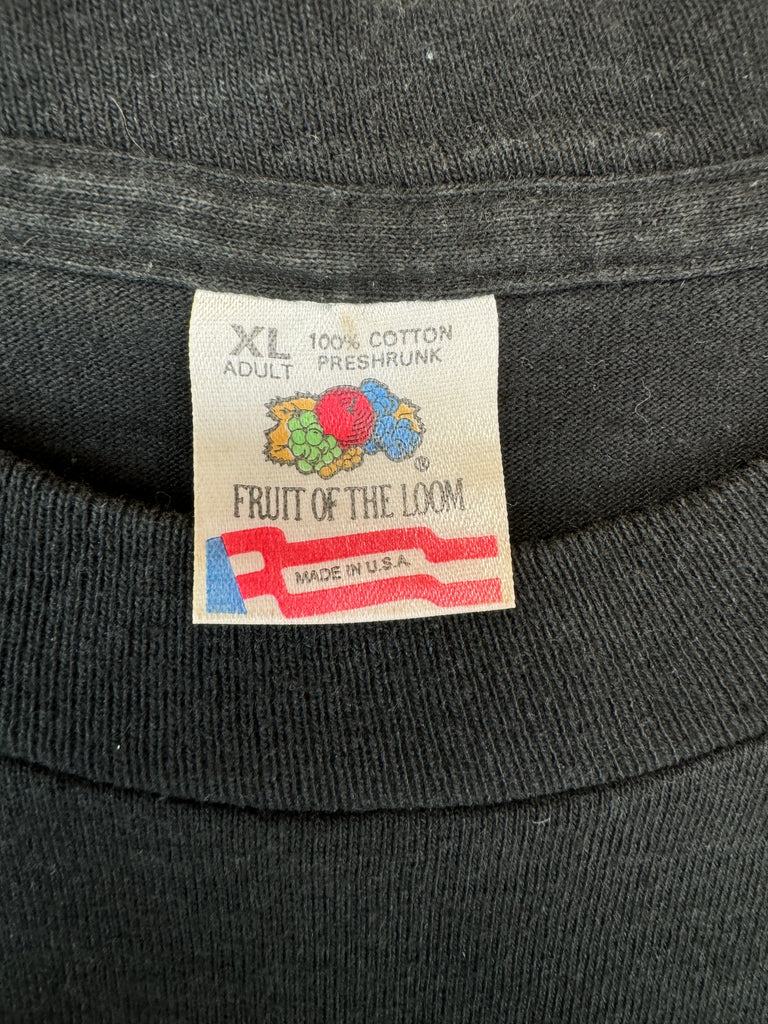 XL 100% COTTON
ADULT PRESHRUNK
®
FRUIT OF THE LOOM
MADE IN U.S.A.